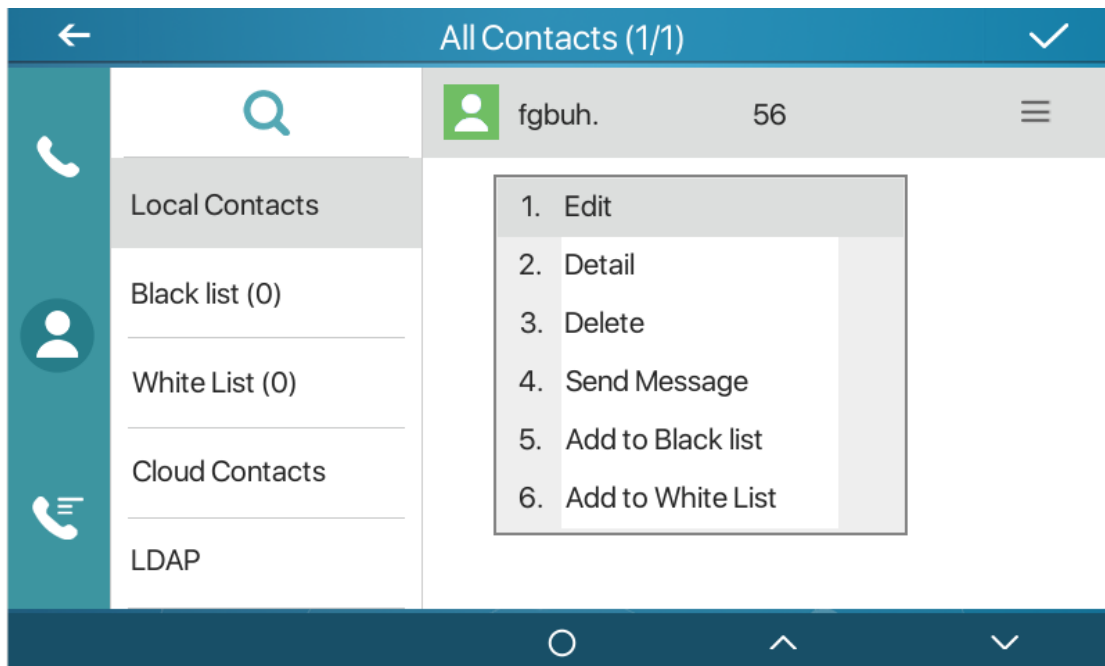 All Contacts (1/1)
fgbuh. 56
Local Contacts
Black list (0)
White List (0)
Cloud Contacts
LDAP
1. Edit
2. Detail
3. Delete
4. Send Message
5. Add to Black list
6. Add to White List